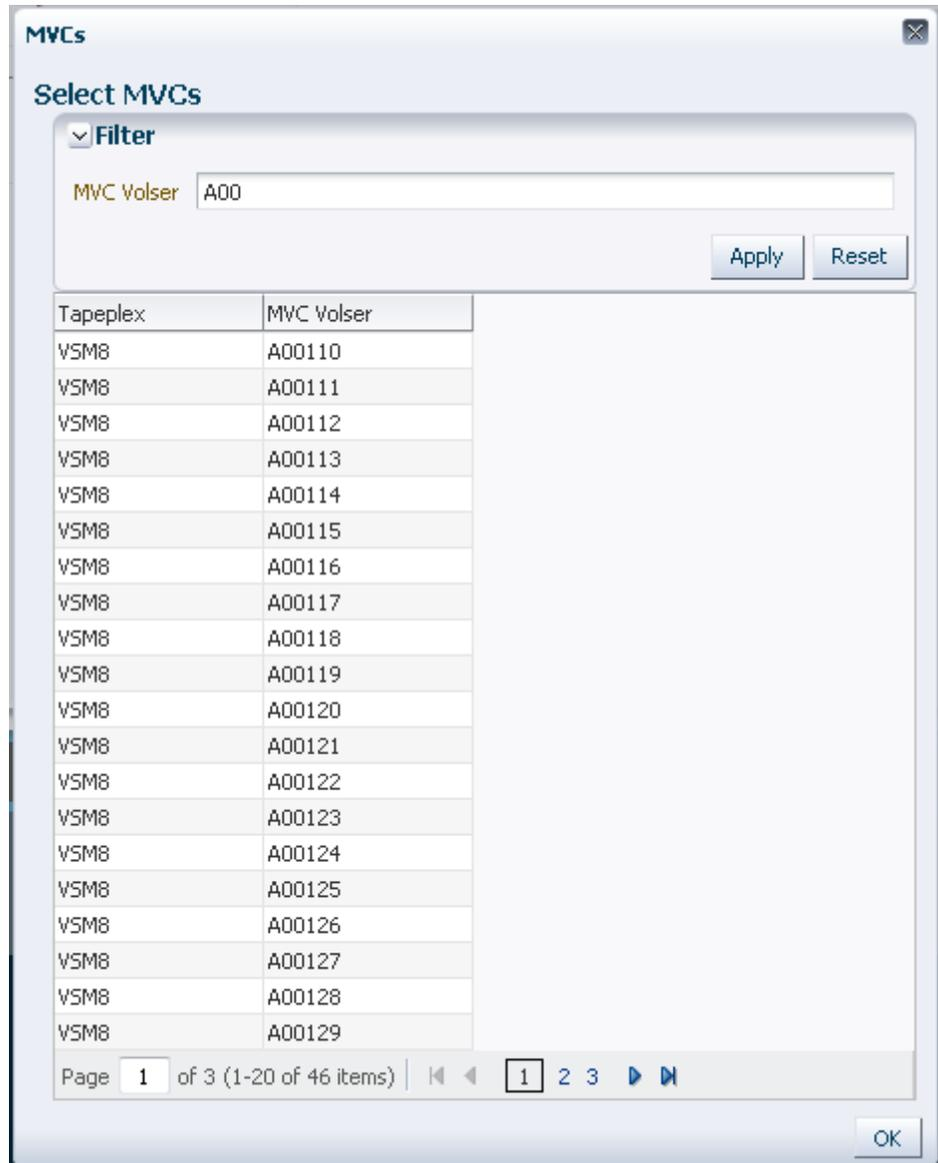 MVCs
Select MVCs
Filter
MVC Volser A00
Apply Reset
Tapeplex MVC Volser
VSM8 A00110
VSM8 A00111
VSM8 A00112
VSM8 A00113
VSM8 A00114
VSM8 A00115
VSM8 A00116
VSM8 A00117
VSM8 A00118
VSM8 A00119
VSM8 A00120
VSM8 A00121
VSM8 A00122
VSM8 A00123
VSM8 A00124
VSM8 A00125
VSM8 A00126
VSM8 A00127
VSM8 A00128
VSM8 A00129
Page 1 of 3 (1-20 of 46 items) 1 2 3
OK